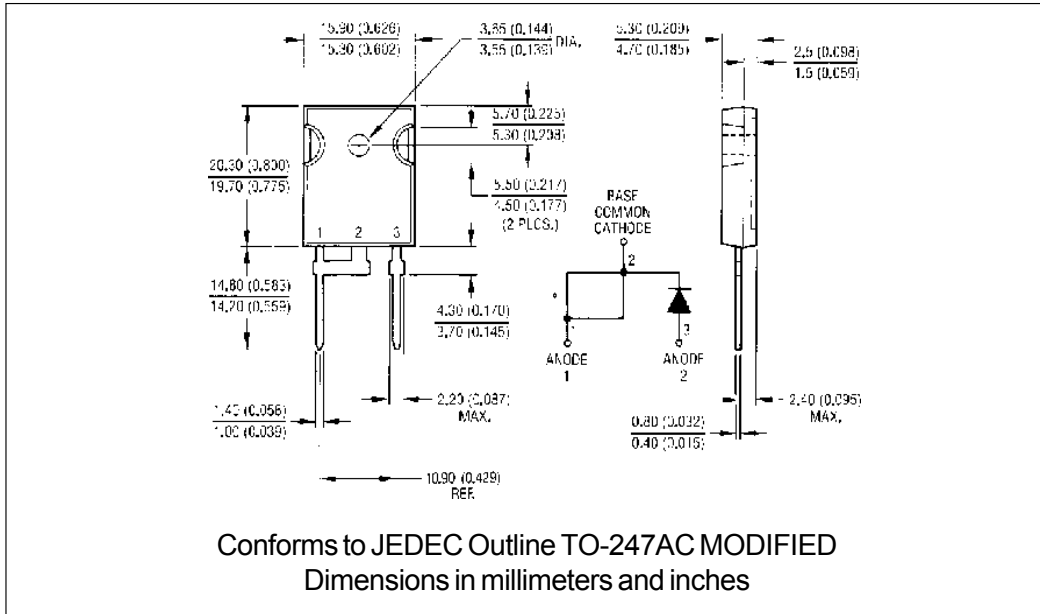 15.90 (0.626)
15.30 (0.602)
3.65 (0.144)
3.55 (0.139)
DIA.
5.30 (0.209)
4.70 (0.185)
2.5 (0.098)
1.5 (0.059)
5.70 (0.225)
5.30 (0.208)
20.30 (0.800)
19.70 (0.775)
5.50 (0.217)
4.50 (0.177)
(2 PLCS.)
BASE
COMMON
CATHODE
1 2 3
2
14.80 (0.583)
14.20 (0.559)
4.30 (0.170)
3.70 (0.145)
1
3
ANODE
1
ANODE
2
1.40 (0.056)
1.00 (0.039)
2.20 (0.087)
MAX.
2.40 (0.095)
MAX.
0.80 (0.032)
0.40 (0.016)
10.90 (0.429)
REF.
Conforms to JEDEC Outline TO-247AC MODIFIED
Dimensions in millimeters and inches